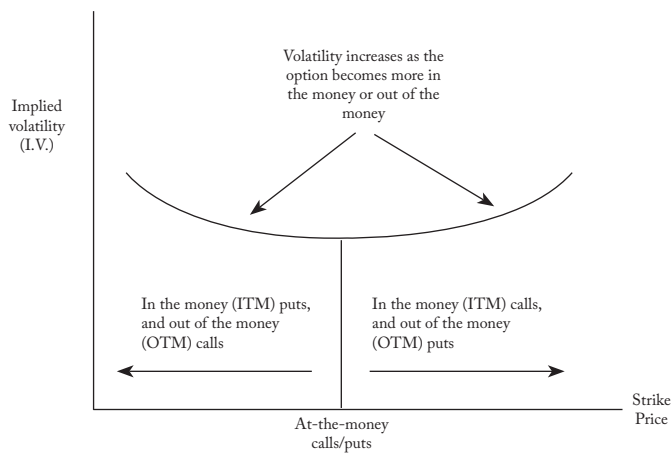 Volatility increases as the
option becomes more in
the money or out of the
money
Implied
volatility
(I.V.)
In the money (ITM) puts,
and out of the money
(OTM) calls
In the money (ITM) calls,
and out of the money
(OTM) puts
Strike
Price
At-the-money
calls/puts